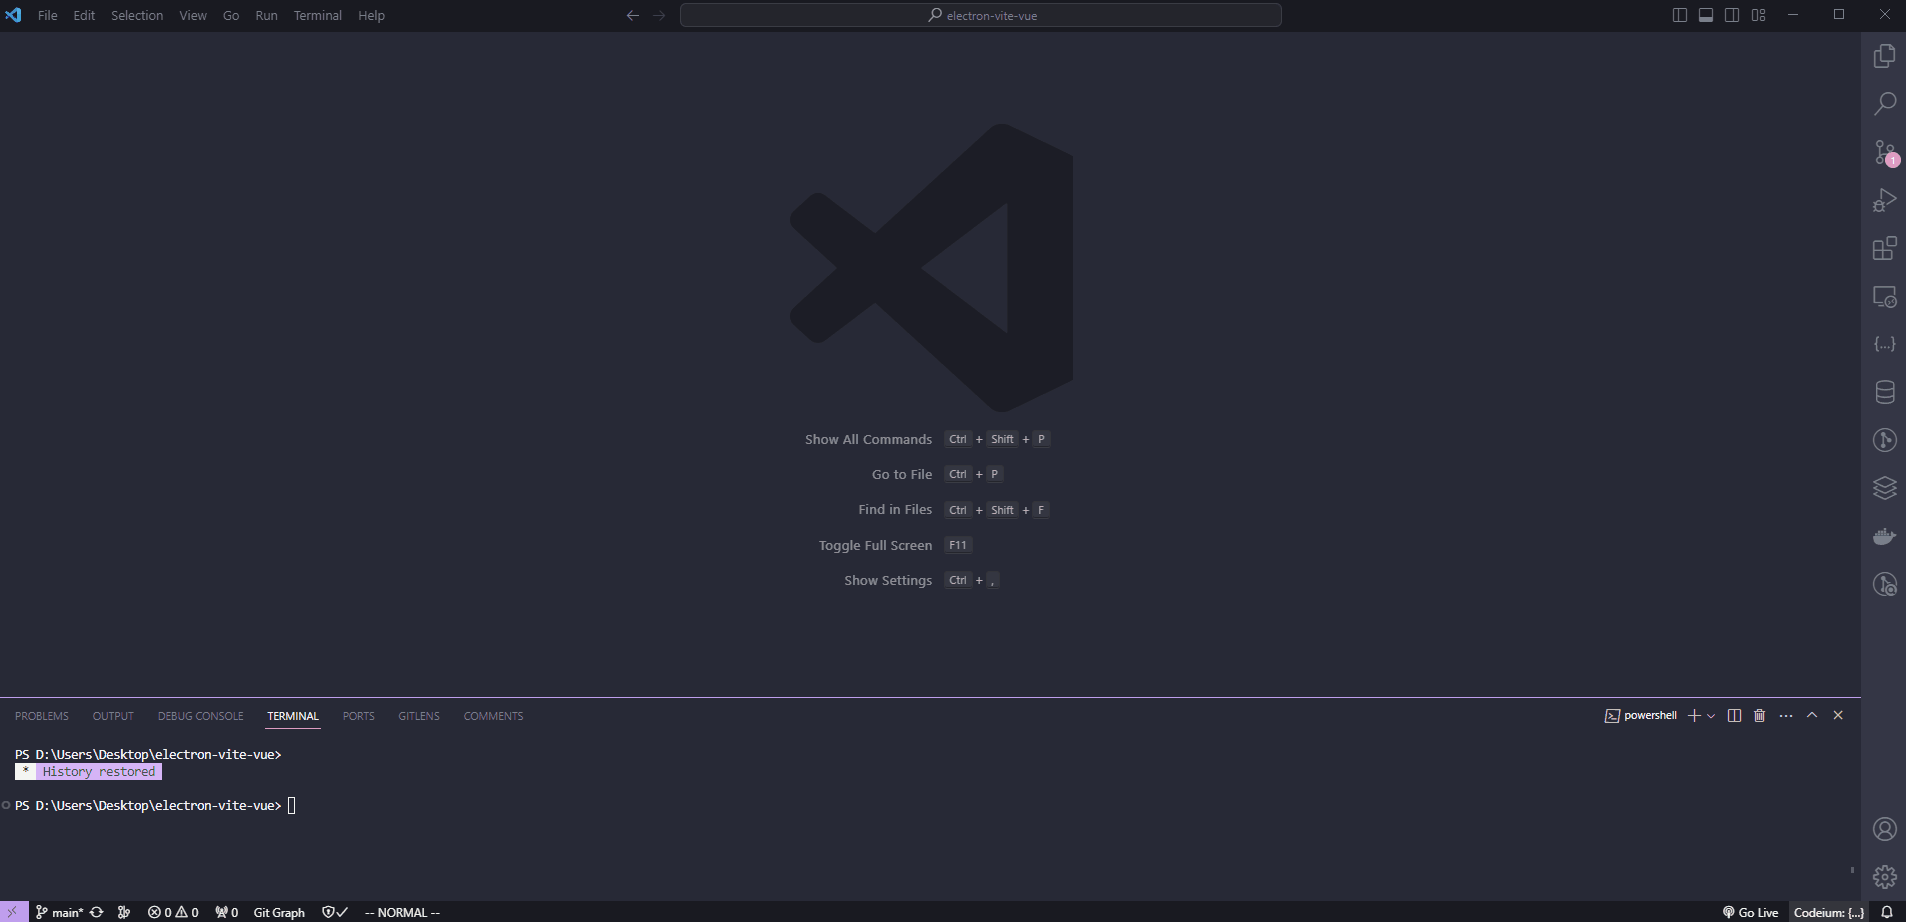 File Edit Selection View Go Run Terminal Help
electron-vite-vue
1
{...}
Show All Commands Ctrl + Shift + P
Go to File Ctrl + P
Find in Files Ctrl + Shift + F
Toggle Full Screen F11
Show Settings Ctrl + ,
PROBLEMS OUTPUT DEBUG CONSOLE TERMINAL PORTS GITLENS COMMENTS
powershell
PS D:\Users\Desktop\electron-vite-vue>
* History restored
PS D:\Users\Desktop\electron-vite-vue>
main* 0 0 0 Git Graph -- NORMAL -- Go Live Codeium: {...}